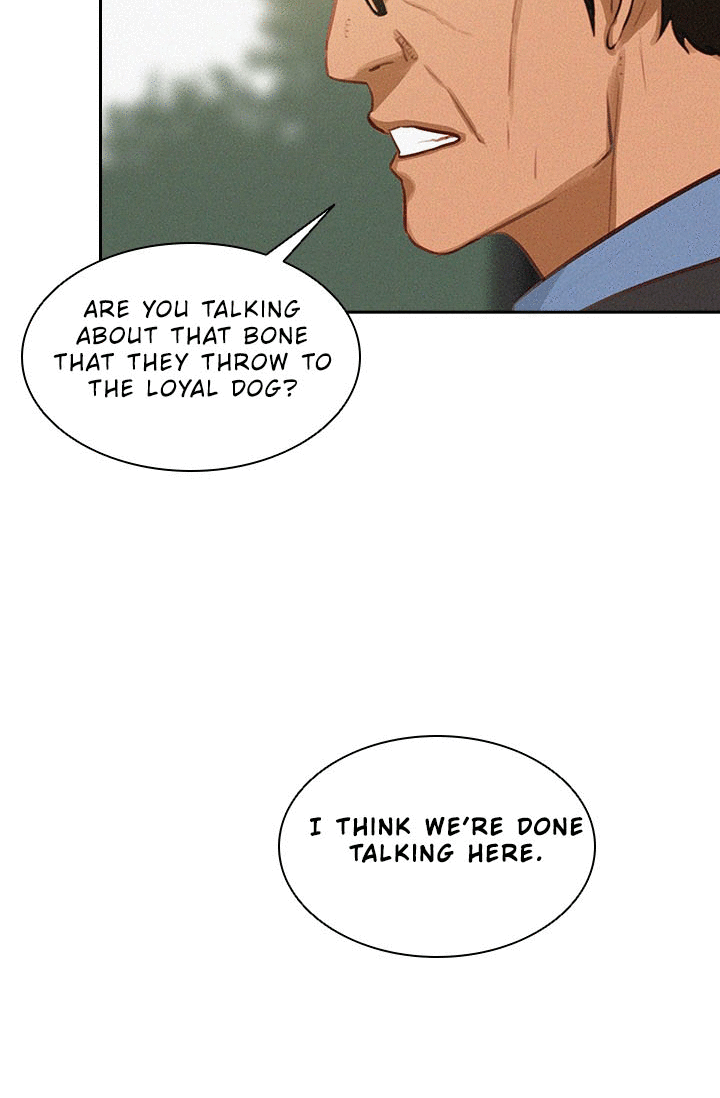 ARE YOU TALKING
ABOUT THAT BONE
THAT THEY THROW TO
THE LOYAL DOG?
I THINK WE'RE DONE
TALKING HERE.